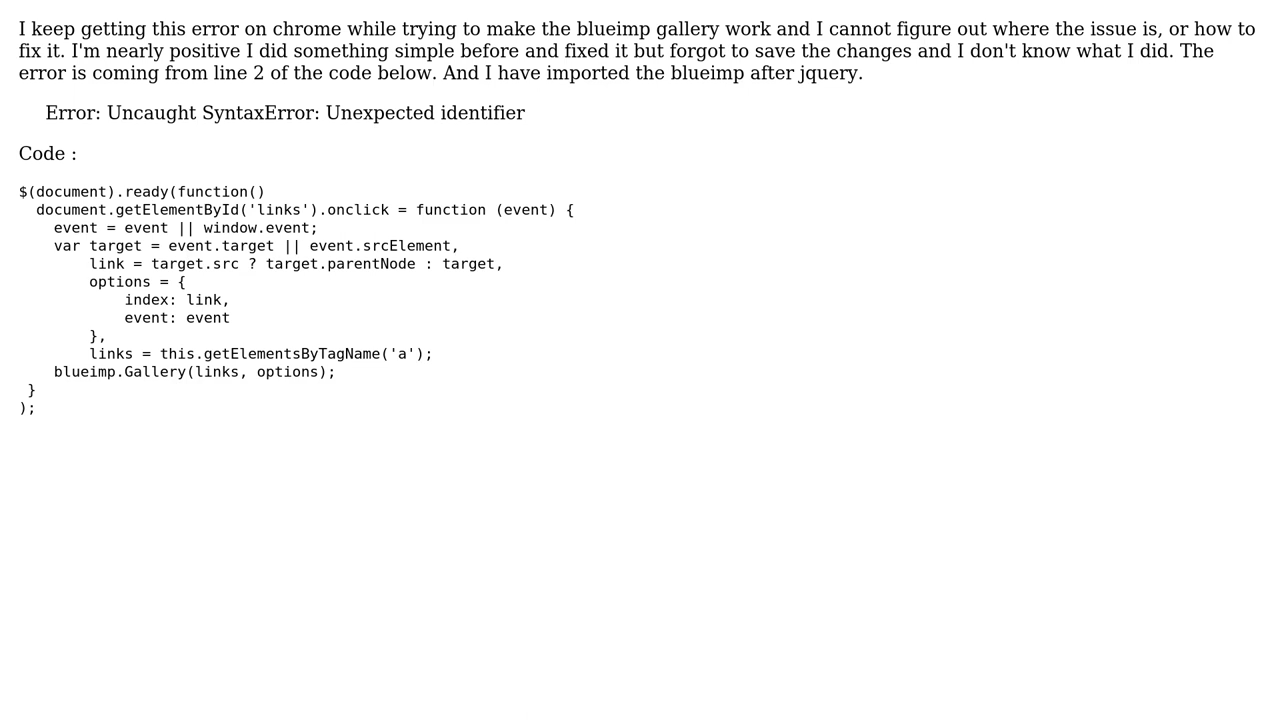 I keep getting this error on chrome while trying to make the blueimp gallery work and I cannot figure out where the issue is, or how to
fix it. I'm nearly positive I did something simple before and fixed it but forgot to save the changes and I don't know what I did. The
error is coming from line 2 of the code below. And I have imported the blueimp after jquery.
Error: Uncaught SyntaxError: Unexpected identifier
Code :
$(document).ready(function()
  document.getElementById('links').onclick = function (event) {
    event = event || window.event;
    var target = event.target || event.srcElement,
        link = target.src ? target.parentNode : target,
        options = {
            index: link,
            event: event
        },
        links = this.getElementsByTagName('a');
    blueimp.Gallery(links, options);
 }
);